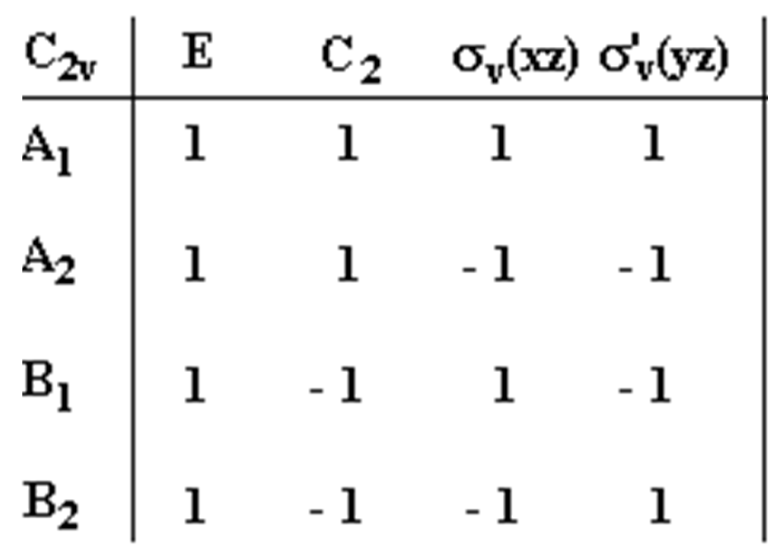 C₂ᵥ E C₂ σᵥ(xz) σ'ᵥ(yz)
A₁ 1 1 1 1
A₂ 1 1 - 1 - 1
B₁ 1 - 1 1 - 1
B₂ 1 - 1 - 1 1